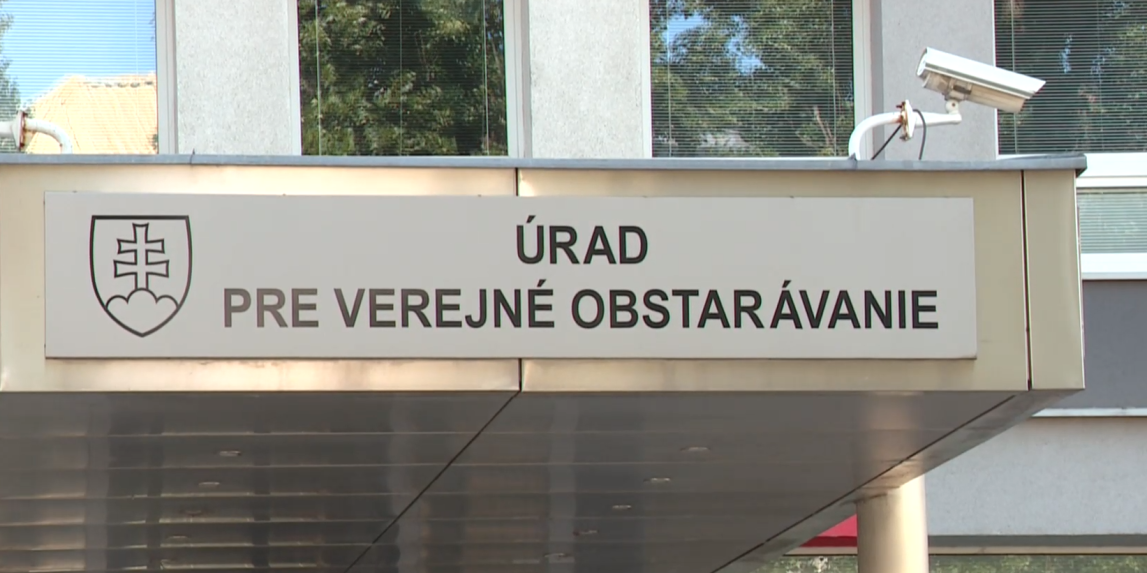 ÚRAD
PRE VEREJNÉ OBSTARÁVANIE